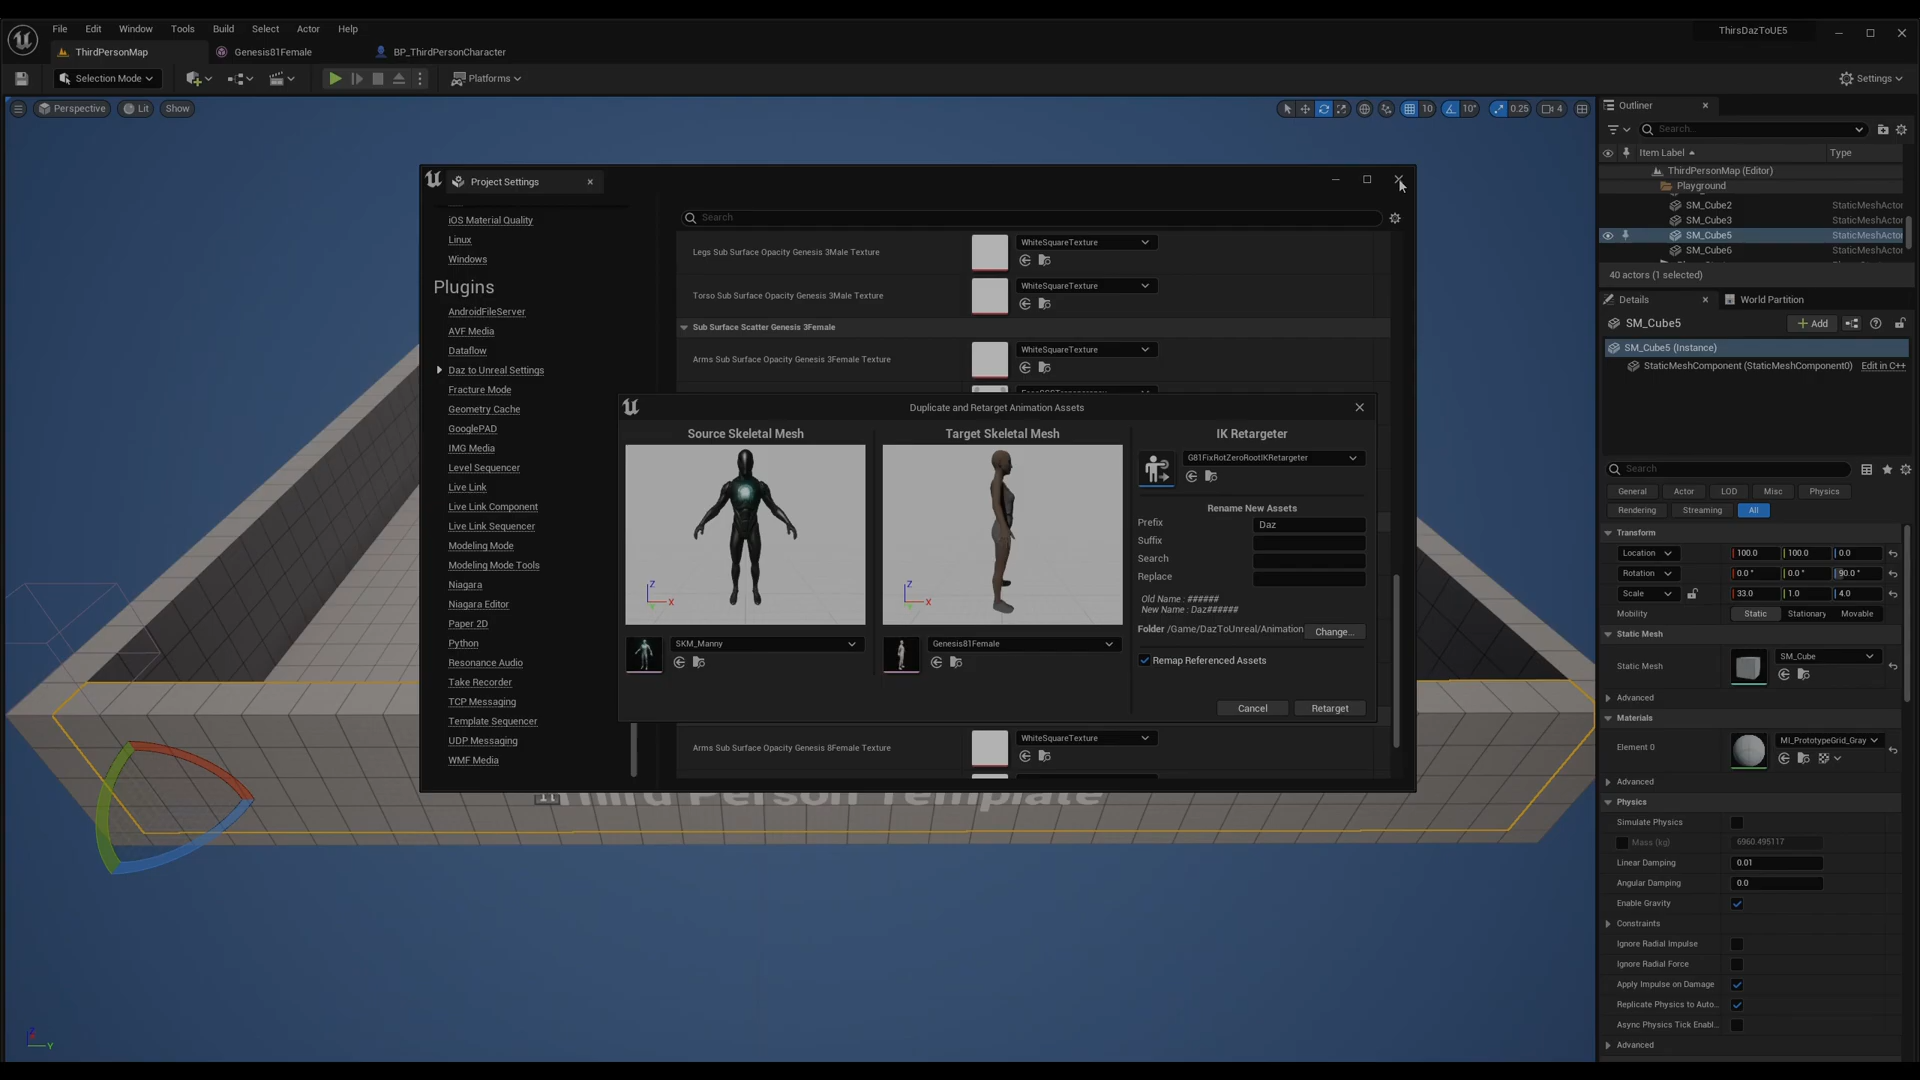 File Edit Window Tools Build Select Actor Help
ThirsDazToUE5
ThirdPersonMap
Genesis81Female
BP_ThirdPersonCharacter
Selection Mode
Platforms
Settings
Perspective
Lit
Show
10
10°
0.25
4
Project Settings
iOS Material Quality
Linux
Windows
Plugins
AndroidFileServer
AVF Media
Dataflow
Daz to Unreal Settings
Fracture Mode
Geometry Cache
GooglePAD
IMG Media
Level Sequencer
Live Link
Live Link Component
Live Link Sequencer
Modeling Mode
Modeling Mode Tools
Niagara
Niagara Editor
Paper 2D
Python
Resonance Audio
Take Recorder
TCP Messaging
Template Sequencer
UDP Messaging
WMF Media
Search
Legs Sub Surface Opacity Genesis 3Male Texture
WhiteSquareTexture
Torso Sub Surface Opacity Genesis 3Male Texture
WhiteSquareTexture
Sub Surface Scatter Genesis 3Female
Arms Sub Surface Opacity Genesis 3Female Texture
WhiteSquareTexture
Duplicate and Retarget Animation Assets
Source Skeletal Mesh
Z
X
SKM_Manny
Target Skeletal Mesh
Z
X
Genesis81Female
IK Retargeter
G81FixRotZeroRootIKRetargeter
Rename New Assets
Prefix Daz
Suffix
Search
Replace
Old Name : ######
New Name : Daz######
Folder /Game/DazToUnreal/Animation
Change...
Remap Referenced Assets
Cancel
Retarget
Arms Sub Surface Opacity Genesis 8Female Texture
WhiteSquareTexture
Third Person Template
Z
Y
Outliner
Search...
Item Label
Type
ThirdPersonMap (Editor)
Playground
SM_Cube2 StaticMeshActor
SM_Cube3 StaticMeshActor
SM_Cube5 StaticMeshActor
SM_Cube6 StaticMeshActor
40 actors (1 selected)
Details
World Partition
SM_Cube5
Add
SM_Cube5 (Instance)
StaticMeshComponent (StaticMeshComponent0)
Edit in C++
Search
General Actor LOD Misc Physics
Rendering Streaming All
Transform
Location 100.0 100.0 0.0
Rotation 0.0 ° 0.0 ° 90.0 °
Scale 33.0 1.0 4.0
Mobility Static Stationary Movable
Static Mesh
Static Mesh
SM_Cube
Advanced
Materials
Element 0
MI_PrototypeGrid_Gray
Advanced
Physics
Simulate Physics
Mass (kg) 6960.495117
Linear Damping 0.01
Angular Damping 0.0
Enable Gravity
Constraints
Ignore Radial Impulse
Ignore Radial Force
Apply Impulse on Damage
Replicate Physics to Auto...
Async Physics Tick Enabl...
Advanced